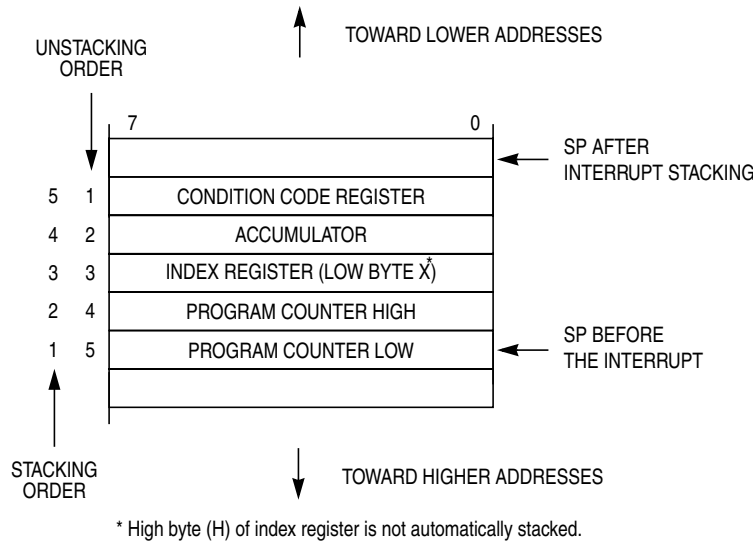 TOWARD LOWER ADDRESSES
UNSTACKING
ORDER
7 0
SP AFTER
INTERRUPT STACKING
5 1 CONDITION CODE REGISTER
4 2 ACCUMULATOR
3 3 INDEX REGISTER (LOW BYTE X*)
2 4 PROGRAM COUNTER HIGH
1 5 PROGRAM COUNTER LOW
SP BEFORE
THE INTERRUPT
STACKING
ORDER
TOWARD HIGHER ADDRESSES
* High byte (H) of index register is not automatically stacked.